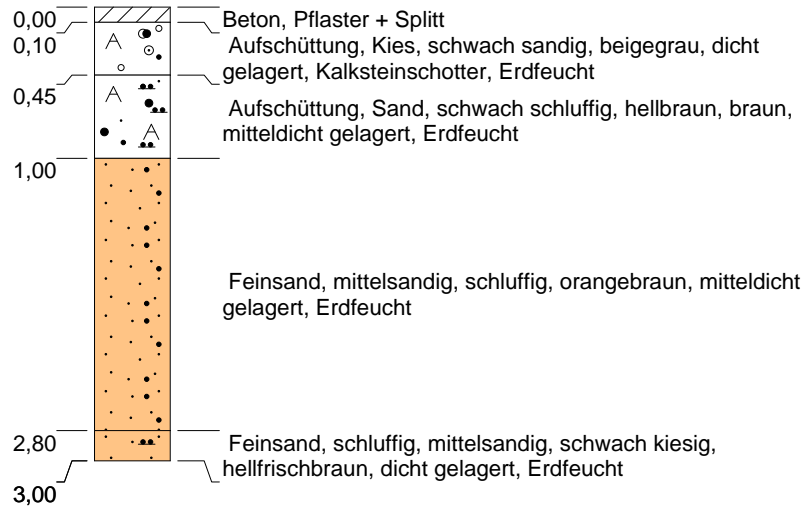 0,00 Beton, Pflaster + Splitt
0,10 Aufschüttung, Kies, schwach sandig, beigegrau, dicht
gelagert, Kalksteinschotter, Erdfeucht
0,45
Aufschüttung, Sand, schwach schluffig, hellbraun, braun,
mitteldicht gelagert, Erdfeucht
1,00
Feinsand, mittelsandig, schluffig, orangebraun, mitteldicht
gelagert, Erdfeucht
2,80 Feinsand, schluffig, mittelsandig, schwach kiesig,
hellfrischbraun, dicht gelagert, Erdfeucht
3,00